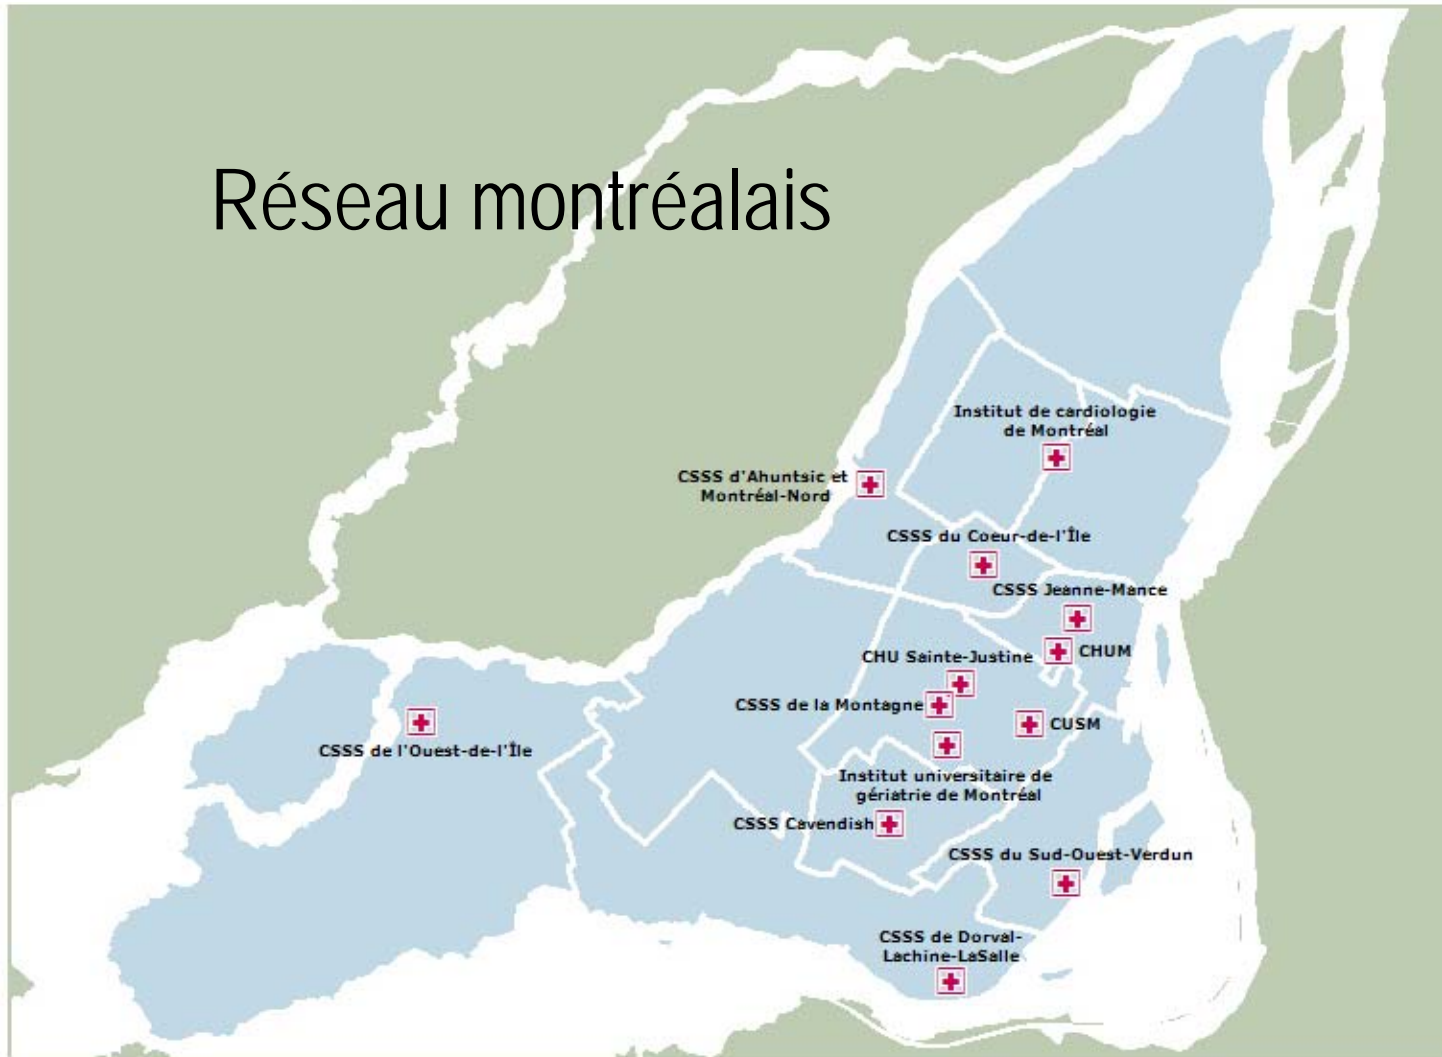 Réseau montréalais
Institut de cardiologie
de Montréal
CSSS d'Ahuntsic et
Montréal-Nord
CSSS du Coeur-de-l'Île
CSSS Jeanne-Mance
CHUM
CHU Sainte-Justine
CSSS de la Montagne
CUSM
CSSS de l'Ouest-de-l'Île
Institut universitaire de
gériatrie de Montréal
CSSS Cavendish
CSSS du Sud-Ouest-Verdun
CSSS de Dorval-
Lachine-LaSalle